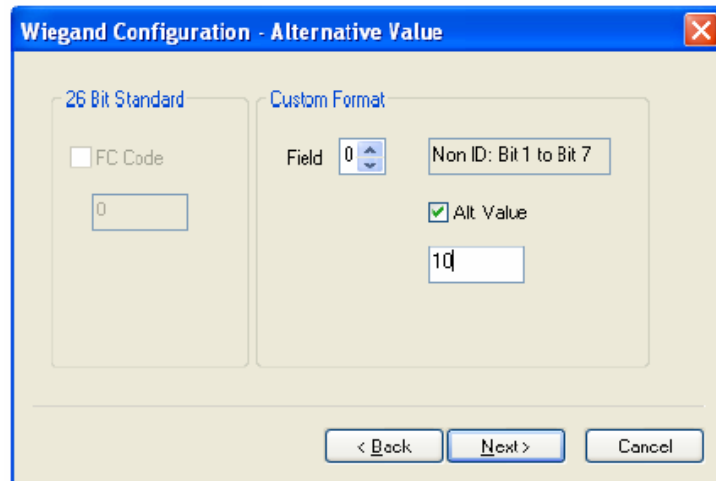 Wiegand Configuration - Alternative Value
26 Bit Standard
FC Code
0
Custom Format
Field 0 Non ID: Bit 1 to Bit 7
Alt Value
10
< Back Next > Cancel